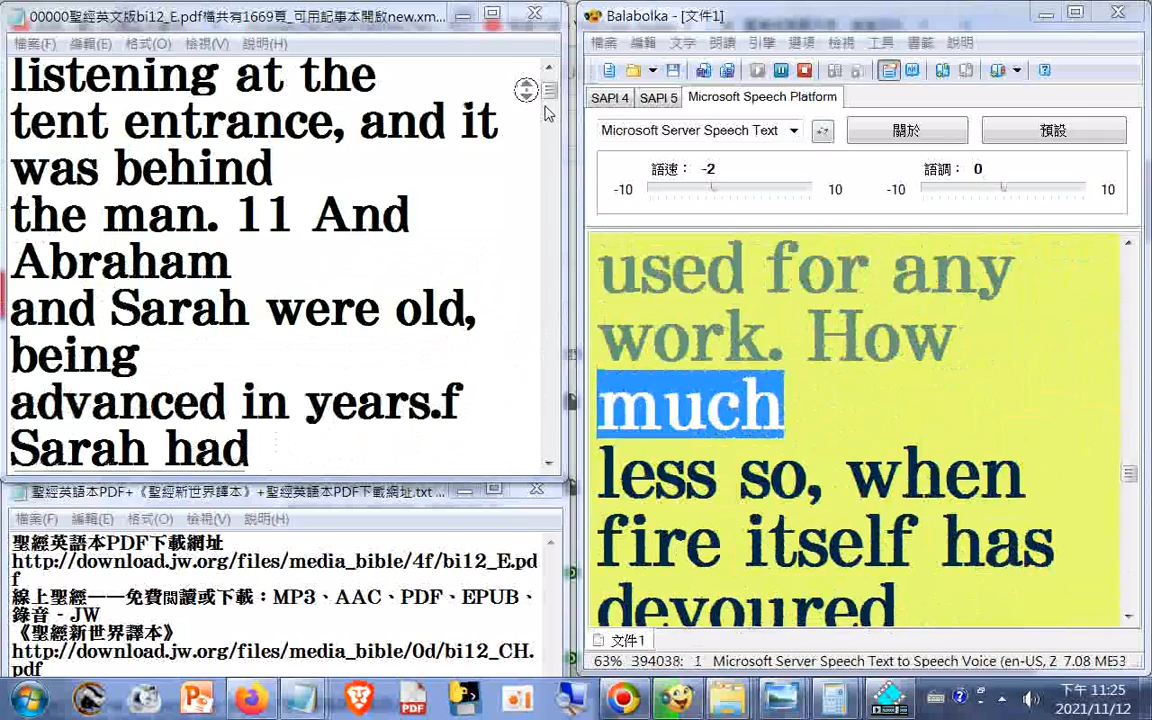 00000聖經英文版bi12_E.pdf檔共有1669頁_可用記事本開啟new.xm...
檔案(F) 編輯(E) 格式(O) 檢視(V) 說明(H)
listening at the
tent entrance, and it
was behind
the man. 11 And
Abraham
and Sarah were old,
being
advanced in years.f
Sarah had
聖經英語本PDF+《聖經新世界譯本》+聖經英語本PDF下載網址.txt ...
檔案(F) 編輯(E) 格式(O) 檢視(V) 說明(H)
聖經英語本PDF下載網址
http://download.jw.org/files/media_bible/4f/bi12_E.pd
f
線上聖經──免費閱讀或下載：MP3、AAC、PDF、EPUB、
錄音 - JW
《聖經新世界譯本》
http://download.jw.org/files/media_bible/0d/bi12_CH.
pdf
Balabolka - [文件1]
檔案 編輯 文字 朗讀 引擎 選項 檢視 工具 書籤 說明
SAPI 4 SAPI 5 Microsoft Speech Platform
Microsoft Server Speech Text 關於 預設
語速： -2 語調： 0
-10 10 -10 10
used for any
work. How
much
less so, when
fire itself has
devoured
文件1
63% 394038: 1 Microsoft Server Speech Text to Speech Voice (en-US, Z 7.08 ME53
PDF
下午 11:25
2021/11/12